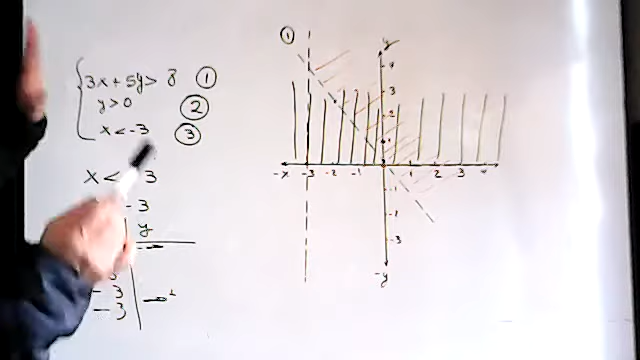 3x + 5y > 8 ①
y > 0 ②
x < -3 ③
x < -3
- 3
y
- 3
- 3
①
y
4
3
2
1
-x -3 -2 -1 1 2 3 4
-1
-2
-3
-y